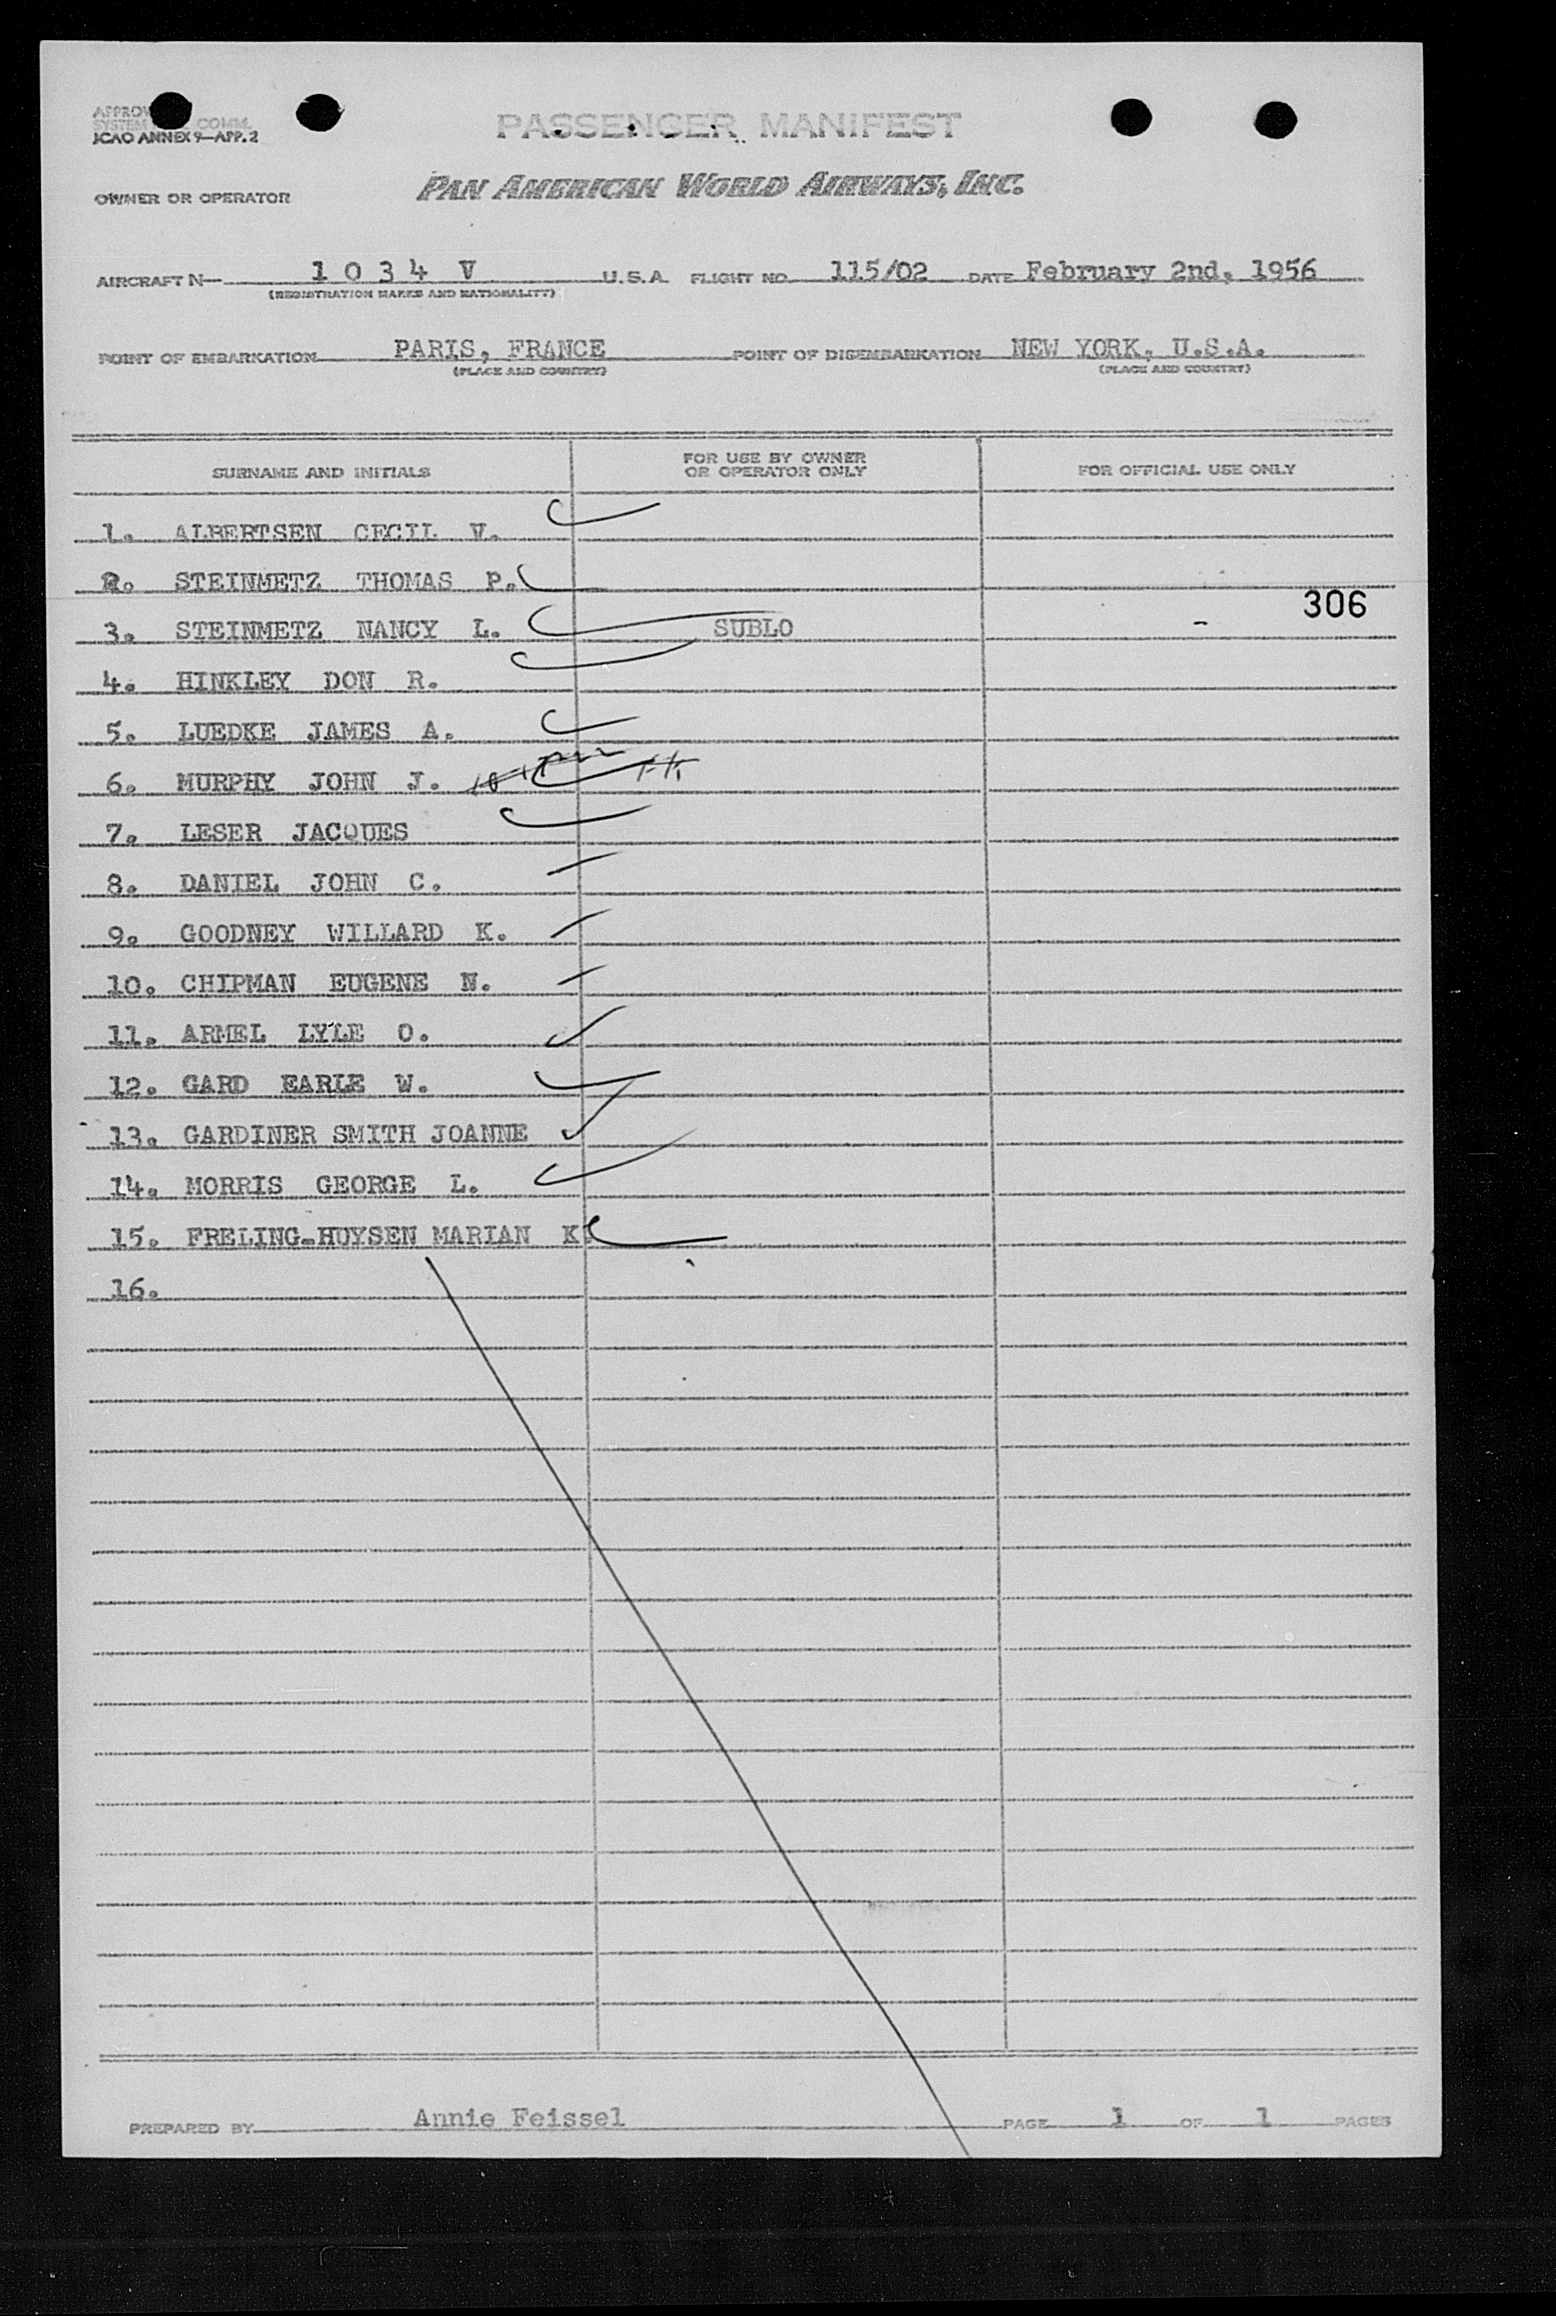 PASSENGER MANIFEST
COMM.
ICAO ANNEX 9—APP. 2
OWNER OR OPERATOR PAN AMERICAN WORLD AIRWAYS, INC.
AIRCRAFT N— 1 0 3 4 V U.S.A. FLIGHT NO. 115/02 DATE February 2nd, 1956
(REGISTRATION MARKS AND NATIONALITY)
POINT OF EMBARKATION PARIS, FRANCE POINT OF DISEMBARKATION NEW YORK, U.S.A.
(PLACE AND COUNTRY) (PLACE AND COUNTRY)
SURNAME AND INITIALS
FOR USE BY OWNER
OR OPERATOR ONLY
FOR OFFICIAL USE ONLY
1. ALBERTSEN CECIL V.
2. STEINMETZ THOMAS P.
306
3. STEINMETZ NANCY L. SUBLO
4. HINKLEY DON R.
5. LUEDKE JAMES A.
6. MURPHY JOHN J.
7. LESER JACQUES
8. DANIEL JOHN C.
9. GOODNEY WILLARD K.
10. CHIPMAN EUGENE N.
11. ARMEL LYLE O.
12. GARD EARLE W.
13. GARDINER SMITH JOANNE
14. MORRIS GEORGE L.
15. FRELING-HUYSEN MARIAN K.
16.
PREPARED BY Annie Feissel PAGE 1 OF 1 PAGES